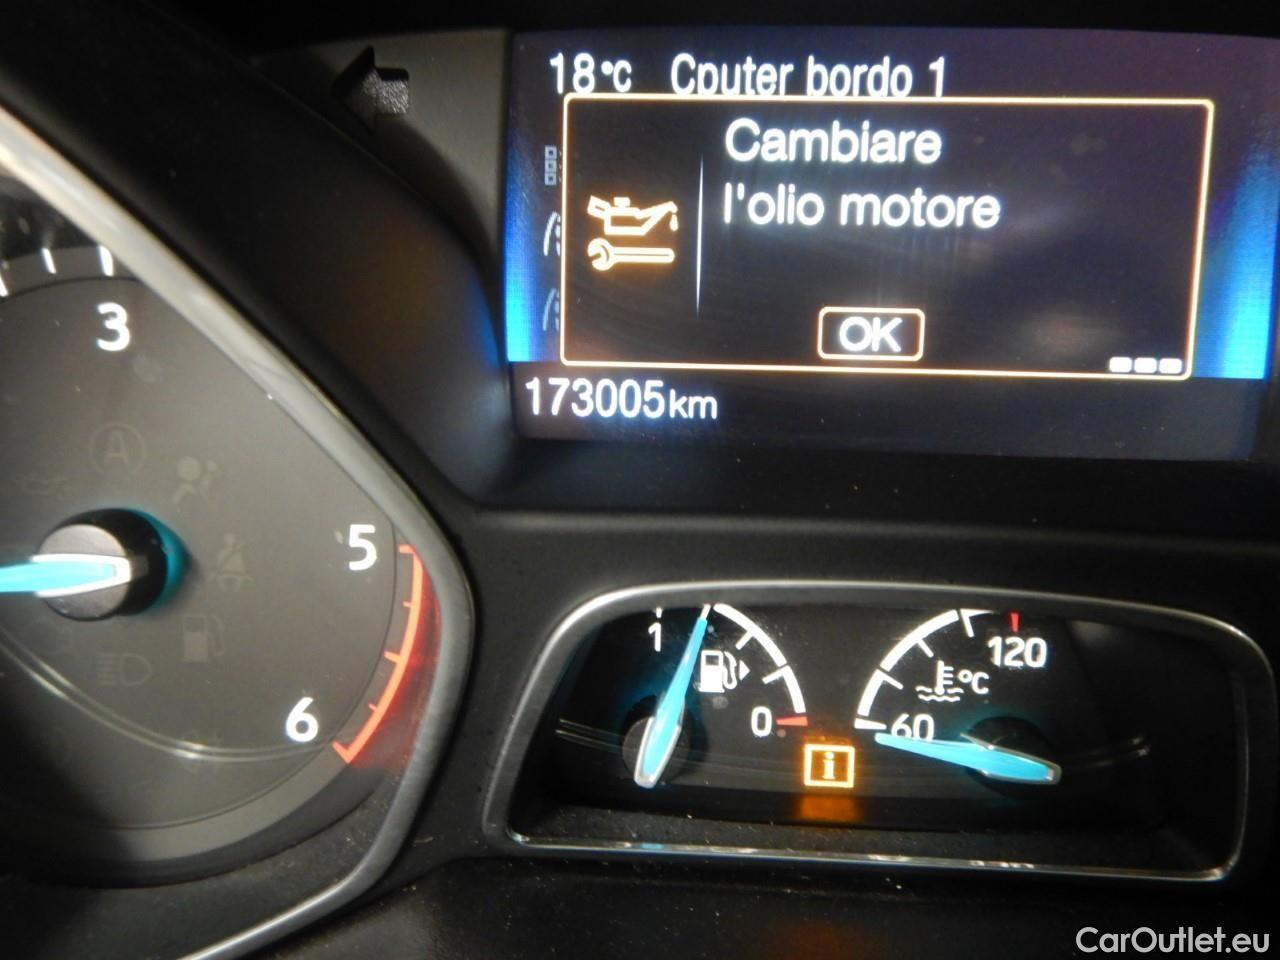 18°C Cputer bordo 1
Cambiare
l'olio motore
OK
173005km
3
A
5
6
1
0
120
°C
60
i
CarOutlet.eu